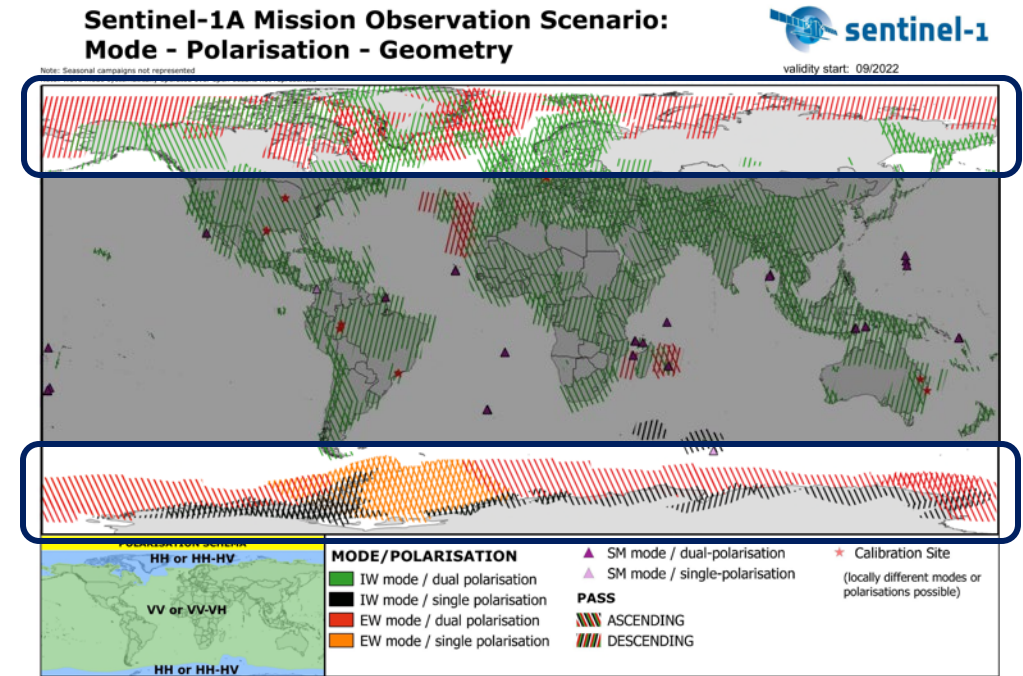 Sentinel-1A Mission Observation Scenario:
Mode - Polarisation - Geometry
sentinel-1
Note: Seasonal campaigns not represented
validity start: 09/2022
POLARISATION SCHEMA
HH or HH-HV
VV or VV-VH
HH or HH-HV
MODE/POLARISATION
IW mode / dual polarisation
IW mode / single polarisation
EW mode / dual polarisation
EW mode / single polarisation
SM mode / dual-polarisation
SM mode / single-polarisation
PASS
ASCENDING
DESCENDING
Calibration Site
(locally different modes or
polarisations possible)